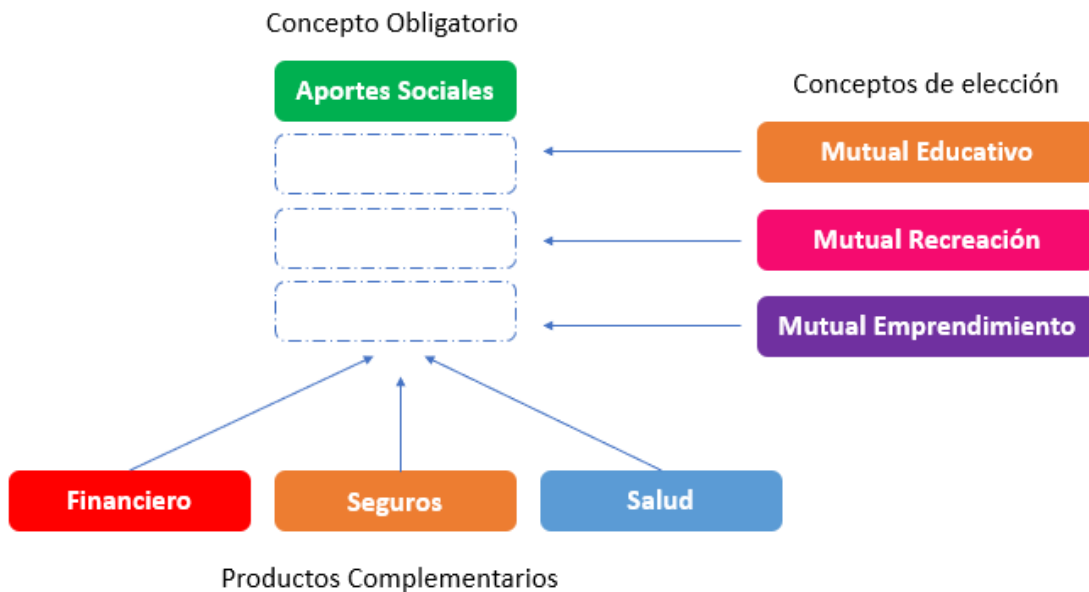 Concepto Obligatorio
Aportes Sociales
Conceptos de elección
Mutual Educativo
Mutual Recreación
Mutual Emprendimiento
Financiero
Seguros
Salud
Productos Complementarios